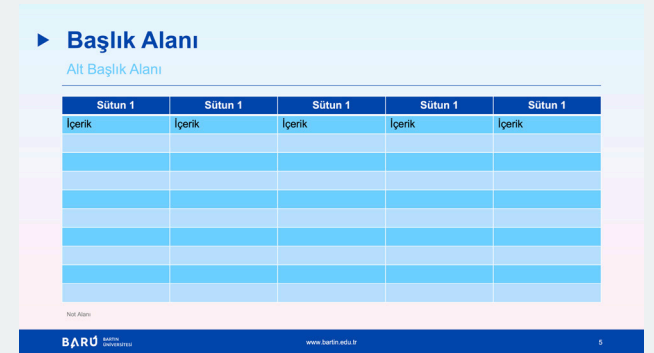 Başlık Alanı
Alt Başlık Alanı
Sütun 1 Sütun 1 Sütun 1 Sütun 1 Sütun 1
İçerik İçerik İçerik İçerik İçerik
Not Alanı
BARÜ BARTIN ÜNİVERSİTESİ www.bartin.edu.tr 5